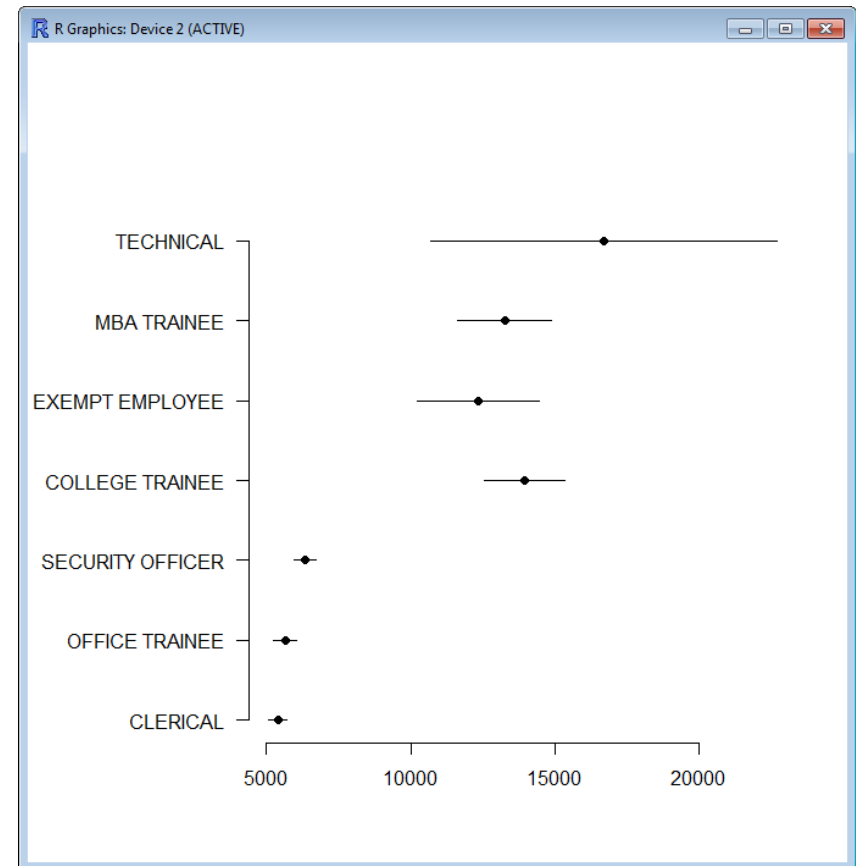 R Graphics: Device 2 (ACTIVE)
TECHNICAL
MBA TRAINEE
EXEMPT EMPLOYEE
COLLEGE TRAINEE
SECURITY OFFICER
OFFICE TRAINEE
CLERICAL
5000 10000 15000 20000